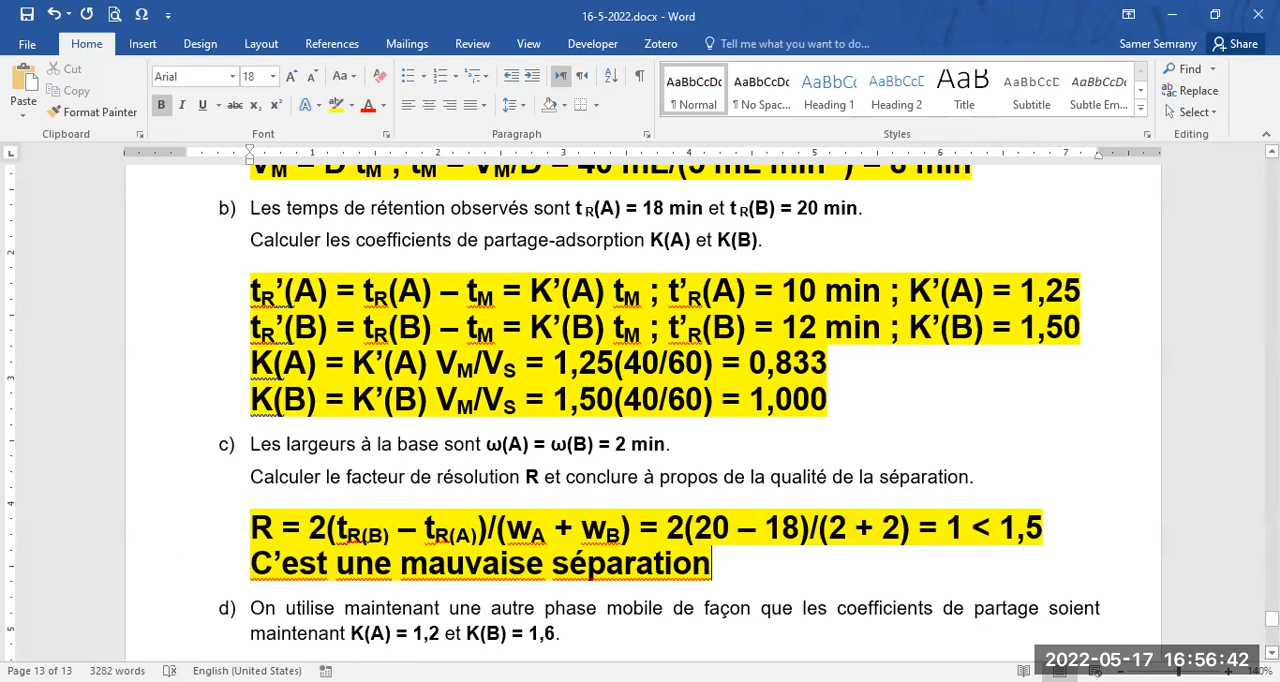 16-5-2022.docx - Word
File Home Insert Design Layout References Mailings Review View Developer Zotero Tell me what you want to do... Samer Semrany Share
Paste Cut Copy Format Painter
Clipboard
Arial 18
Font
Paragraph
AaBbCcDc AaBbCcDc AaBbCc AaBbCcD AaB AaBbCcD AaBbCcDc
¶ Normal ¶ No Spac... Heading 1 Heading 2 Title Subtitle Subtle Em...
Styles
Find Replace Select
Editing
b) Les temps de rétention observés sont t R(A) = 18 min et t R(B) = 20 min.
Calculer les coefficients de partage-adsorption K(A) et K(B).
tR’(A) = tR(A) – tM = K’(A) tM ; t’R(A) = 10 min ; K’(A) = 1,25
tR’(B) = tR(B) – tM = K’(B) tM ; t’R(B) = 12 min ; K’(B) = 1,50
K(A) = K’(A) VM/VS = 1,25(40/60) = 0,833
K(B) = K’(B) VM/VS = 1,50(40/60) = 1,000
c) Les largeurs à la base sont ω(A) = ω(B) = 2 min.
Calculer le facteur de résolution R et conclure à propos de la qualité de la séparation.
R = 2(tR(B) – tR(A))/(wA + wB) = 2(20 – 18)/(2 + 2) = 1 < 1,5
C’est une mauvaise séparation
d) On utilise maintenant une autre phase mobile de façon que les coefficients de partage soient
maintenant K(A) = 1,2 et K(B) = 1,6.
Page 13 of 13 3282 words English (United States) 140%
2022-05-17 16:56:42